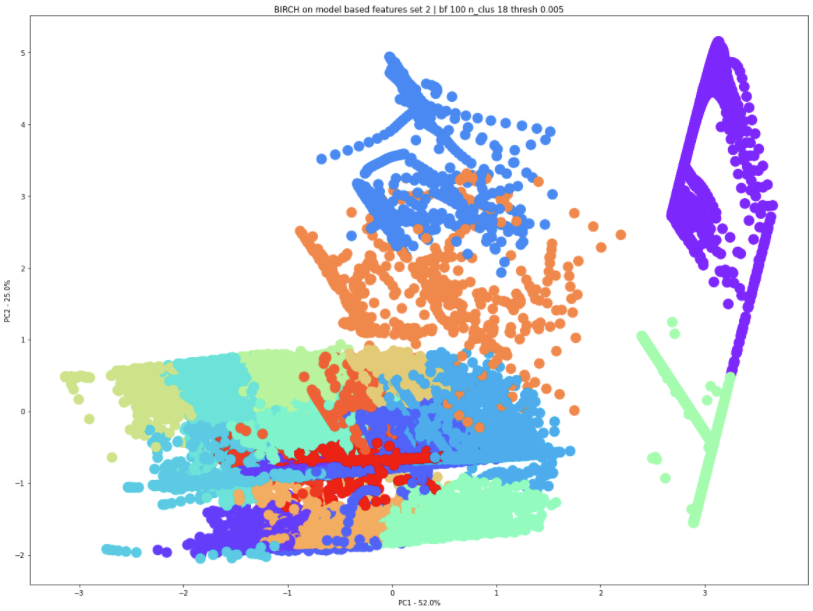 BIRCH on model based features set 2 | bf 100 n_clus 18 thresh 0.005
5
4
3
2
1
0
−1
−2
PC2 - 25.0%
−3 −2 −1 0 1 2 3
PC1 - 52.0%